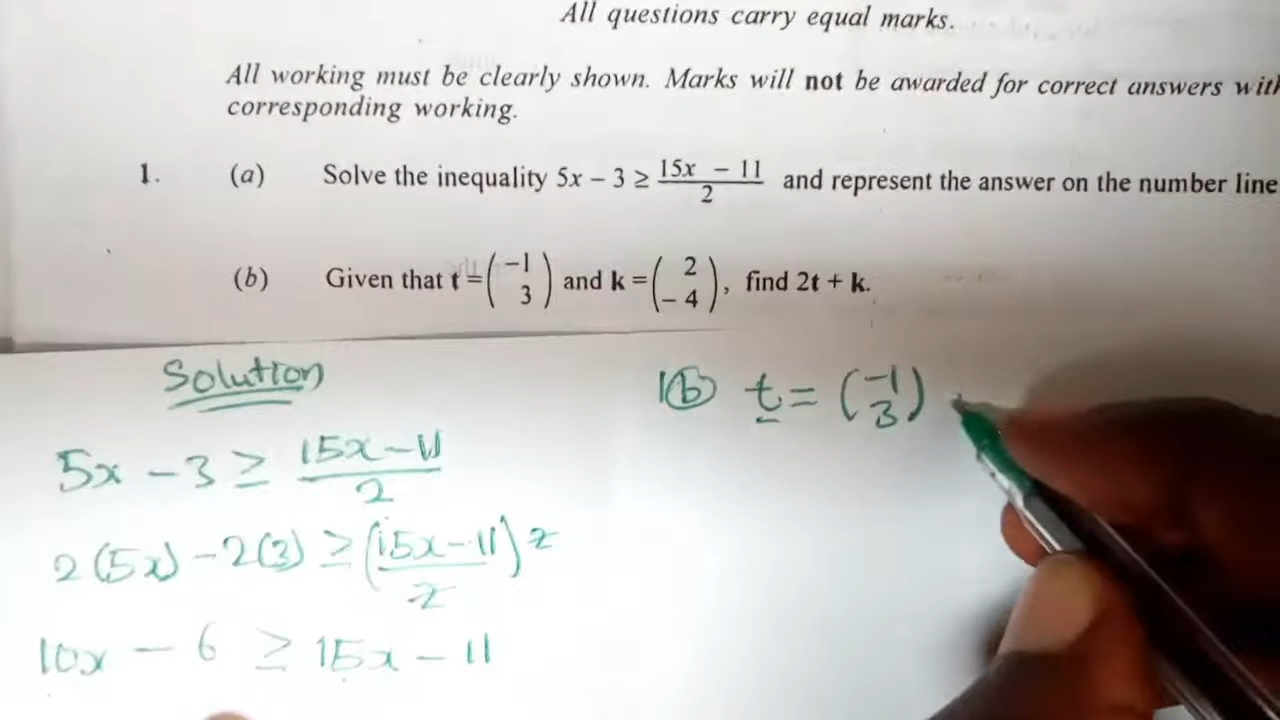 All questions carry equal marks.
All working must be clearly shown. Marks will not be awarded for correct answers
corresponding working.
1. (a) Solve the inequality 5x – 3 ≥ (15x – 11)/2 and represent the answer on the number line
(b) Given that t = (–1 3) and k = (2 –4), find 2t + k.
Solution
5x – 3 ≥ (15x – 11)/2
2(5x) – 2(3) ≥ (15x – 11)/2 2
10x – 6 ≥ 15x – 11
1(b) t = (–1 3)